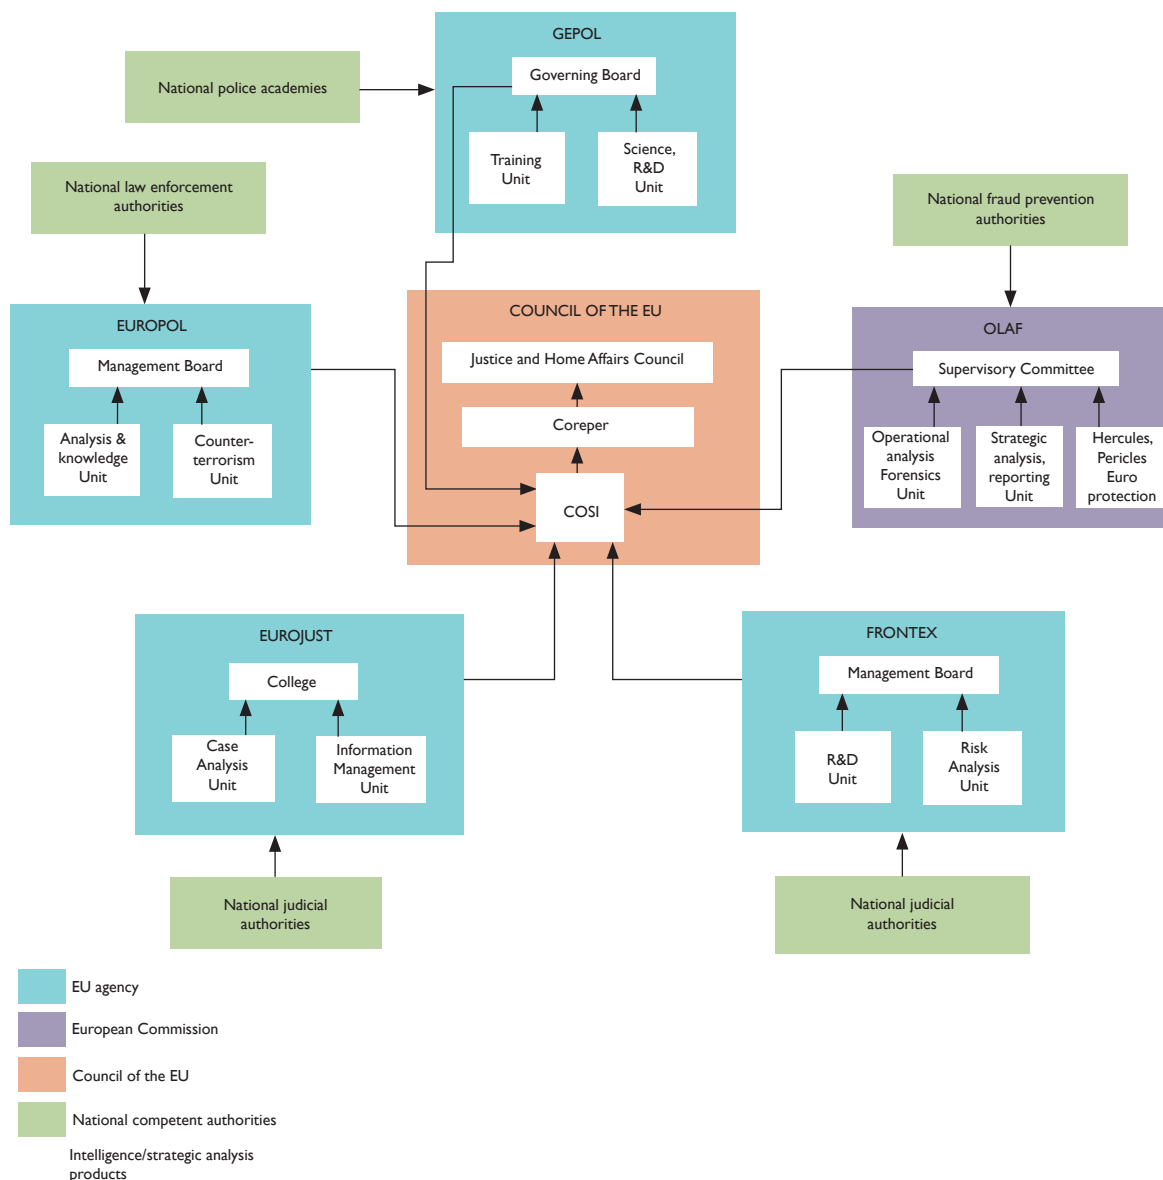 GEPOL
Governing Board
Training
Unit
Science,
R&D
Unit
National police academies
National law enforcement
authorities
National fraud prevention
authorities
EUROPOL
Management Board
Analysis &
knowledge
Unit
Counter-
terrorism
Unit
COUNCIL OF THE EU
Justice and Home Affairs Council
Coreper
COSI
OLAF
Supervisory Committee
Operational
analysis
Forensics
Unit
Strategic
analysis,
reporting
Unit
Hercules,
Pericles
Euro
protection
EUROJUST
College
Case
Analysis
Unit
Information
Management
Unit
FRONTEX
Management Board
R&D
Unit
Risk
Analysis
Unit
National judicial
authorities
National judicial
authorities
EU agency
European Commission
Council of the EU
National competent authorities
Intelligence/strategic analysis
products